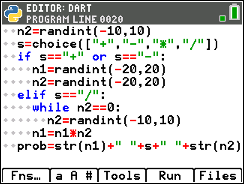 EDITOR: DART
PROGRAM LINE 0020
n2=randint(-10,10)
s=choice(["+","-","*","/"])
if s=="+" or s=="-":
n1=randint(-20,20)
n2=randint(-20,20)
elif s=="/":
while n2==0:
n2=randint(-10,10)
n1=n1*n2
prob=str(n1)+" "+s+" "+str(n2)
Fns… a A # Tools Run Files